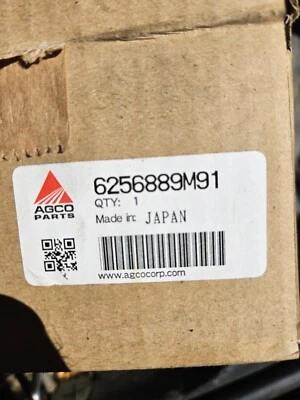 AGCO
PARTS
6256889M91
QTY: 1
Made in: JAPAN
www.agcocorp.com